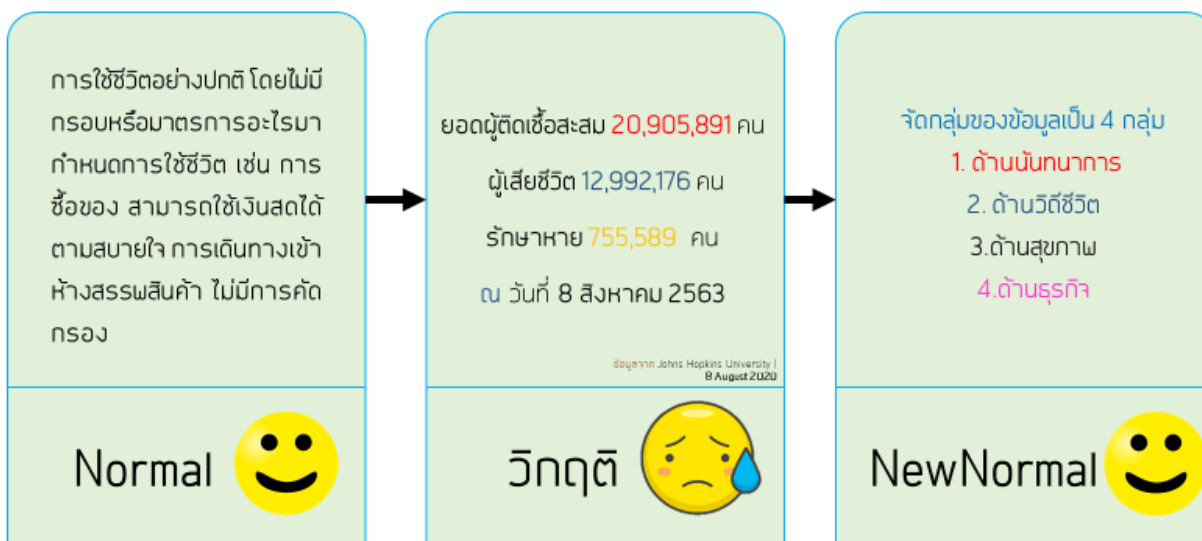 การใช้ชีวิตอย่างปกติ โดยไม่มี
กรอบหรือมาตรการอะไรมา
กำหนดการใช้ชีวิต เช่น การ
ซื้อของ สามารถใช้เงินสดได้
ตามสบายใจ การเดินทางเข้า
ห้างสรรพสินค้า ไม่มีการคัด
กรอง
Normal
ยอดผู้ติดเชื้อสะสม 20,905,891 คน
ผู้เสียชีวิต 12,992,176 คน
รักษาหาย 755,589 คน
ณ วันที่ 8 สิงหาคม 2563
ข้อมูลจาก Johns Hopkins University |
8 August 2020
วิกฤติ
จัดกลุ่มของข้อมูลเป็น 4 กลุ่ม
1. ด้านนันทนาการ
2. ด้านวิถีชีวิต
3.ด้านสุขภาพ
4.ด้านธุรกิจ
NewNormal